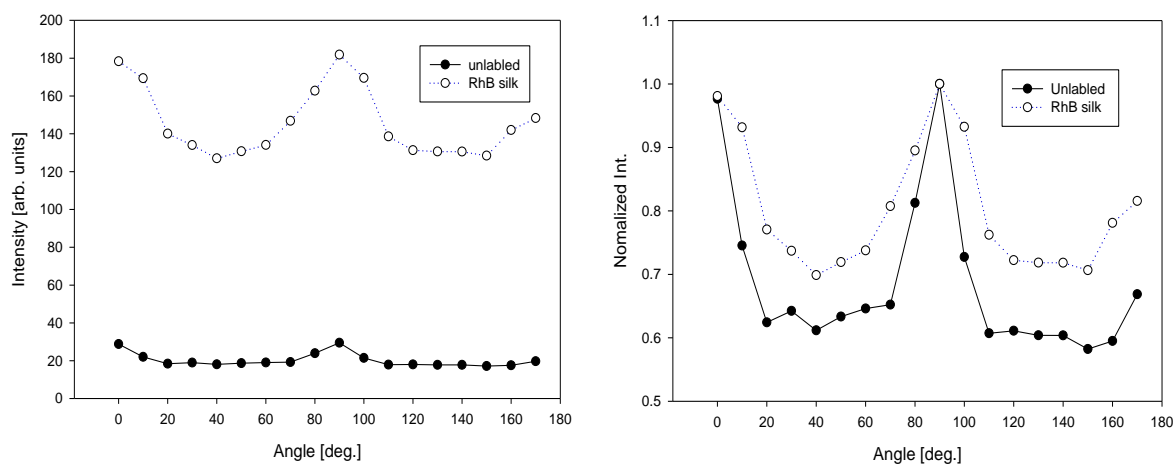 200
180
160
140
120
100
80
60
40
20
0
Intensity [arb. units]
unlabled
RhB silk
0 20 40 60 80 100 120 140 160 180
Angle [deg.]
1.1
1.0
0.9
0.8
0.7
0.6
0.5
Nomalized Int.
Unlabled
RhB silk
0 20 40 60 80 100 120 140 160 180
Angle [deg.]